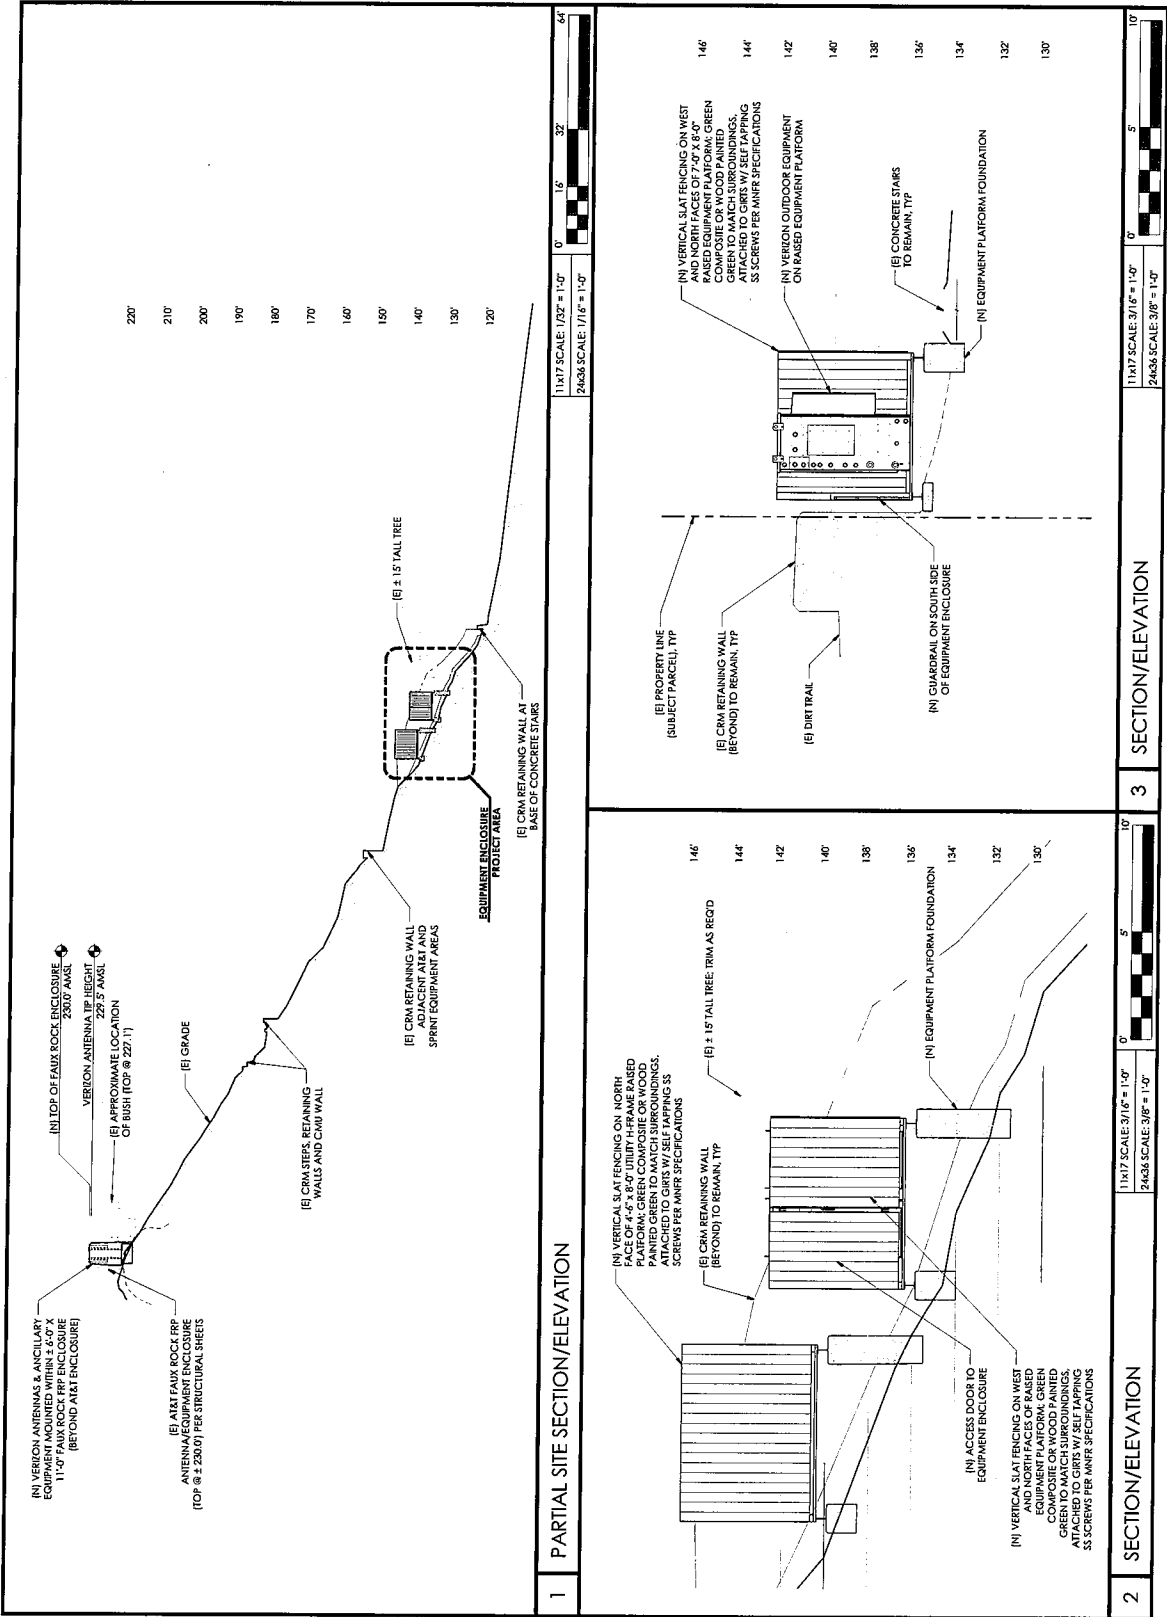 (N) VERIZON ANTENNAS & ANCILLARY
EQUIPMENT MOUNTED WITHIN ± 6'-0" X
11'-0" FAUX ROCK FRP ENCLOSURE
(BEYOND AT&T ENCLOSURE)
(E) AT&T FAUX ROCK FRP
ANTENNA/EQUIPMENT ENCLOSURE
(TOP @ ± 230.0') PER STRUCTURAL SHEETS
(N) TOP OF FAUX ROCK ENCLOSURE
230.0' AMSL
VERIZON ANTENNA TIP HEIGHT
229.5' AMSL
(E) APPROXIMATE LOCATION
OF BUSH (TOP @ 227.1')
(E) GRADE
(E) CRM STEPS, RETAINING
WALLS AND CMU WALL
(E) CRM RETAINING WALL
ADJACENT AT&T AND
SPRINT EQUIPMENT AREAS
EQUIPMENT ENCLOSURE
PROJECT AREA
(E) CRM RETAINING WALL AT
BASE OF CONCRETE STAIRS
(E) ± 15' TALL TREE
220'
210'
200'
190'
180'
170'
160'
150'
140'
130'
120'
1
PARTIAL SITE SECTION/ELEVATION
11x17 SCALE: 1/32" = 1'-0"
24x36 SCALE: 1/16" = 1'-0"
0' 16' 32' 64'
(N) VERTICAL SLAT FENCING ON NORTH
FACE OF 4'-6" x 8'-0" UTILITY H-FRAME RAISED
PLATFORM; GREEN COMPOSITE OR WOOD
PAINTED GREEN TO MATCH SURROUNDINGS,
ATTACHED TO GIRTS W/ SELF TAPPING SS
SCREWS PER MNFR SPECIFICATIONS
(E) CRM RETAINING WALL
(BEYOND) TO REMAIN, TYP
(E) ± 15' TALL TREE; TRIM AS REQ'D
(N) EQUIPMENT PLATFORM FOUNDATION
(N) ACCESS DOOR TO
EQUIPMENT ENCLOSURE
(N) VERTICAL SLAT FENCING ON WEST
AND NORTH FACES OF RAISED
EQUIPMENT PLATFORM; GREEN
COMPOSITE OR WOOD PAINTED
GREEN TO MATCH SURROUNDINGS,
ATTACHED TO GIRTS W/ SELF TAPPING
SS SCREWS PER MNFR SPECIFICATIONS
146'
144'
142'
140'
138'
136'
134'
132'
130'
2
SECTION/ELEVATION
11x17 SCALE: 3/16" = 1'-0"
24x36 SCALE: 3/8" = 1'-0"
0' 5' 10'
(E) PROPERTY LINE
(SUBJECT PARCEL), TYP
(E) CRM RETAINING WALL
(BEYOND) TO REMAIN, TYP
(E) DIRT TRAIL
(N) GUARDRAIL ON SOUTH SIDE
OF EQUIPMENT ENCLOSURE
(N) VERTICAL SLAT FENCING ON WEST
AND NORTH FACES OF 7'-0" X 8'-0"
RAISED EQUIPMENT PLATFORM; GREEN
COMPOSITE OR WOOD PAINTED
GREEN TO MATCH SURROUNDINGS,
ATTACHED TO GIRTS W/ SELF TAPPING
SS SCREWS PER MNFR SPECIFICATIONS
(N) VERIZON OUTDOOR EQUIPMENT
ON RAISED EQUIPMENT PLATFORM
(E) CONCRETE STAIRS
TO REMAIN, TYP
(N) EQUIPMENT PLATFORM FOUNDATION
146'
144'
142'
140'
138'
136'
134'
132'
130'
3
SECTION/ELEVATION
11x17 SCALE: 3/16" = 1'-0"
24x36 SCALE: 3/8" = 1'-0"
0' 5' 10'